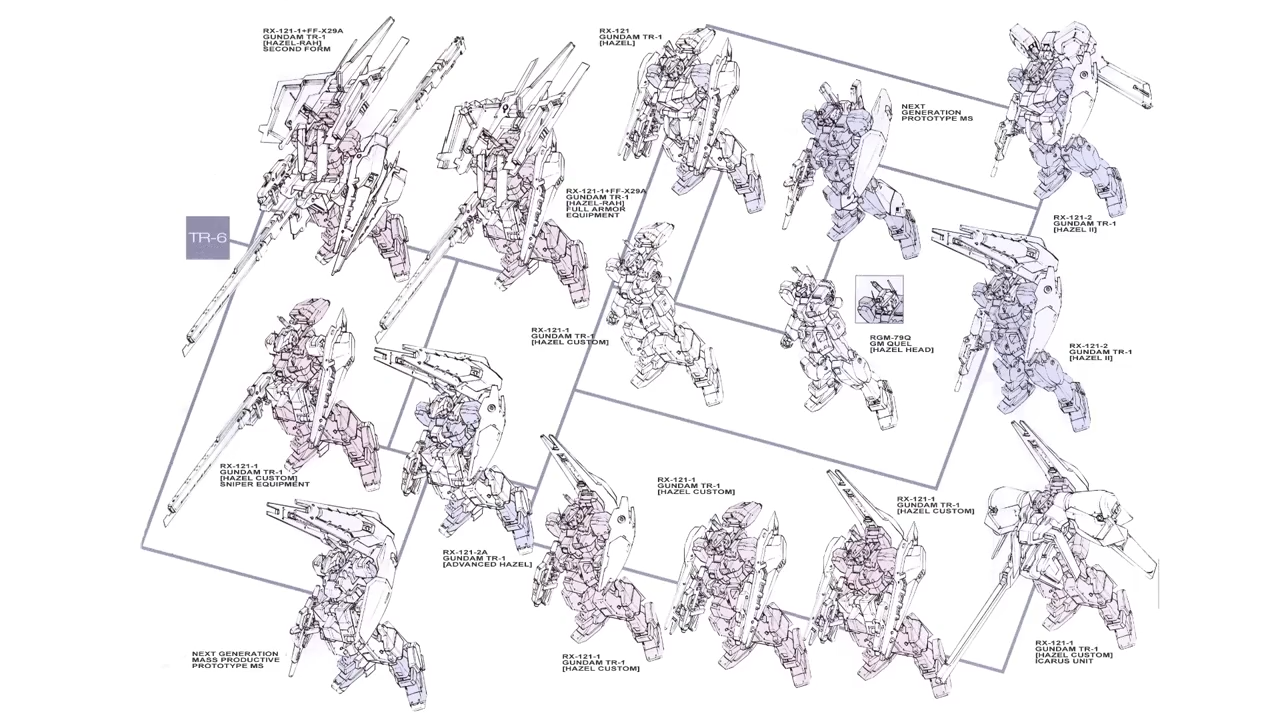 RX-121-1+FF-X29A
GUNDAM TR-1
[HAZEL-RAH]
SECOND FORM
RX-121
GUNDAM TR-1
[HAZEL]
NEXT
GENERATION
PROTOTYPE MS
RX-121-1+FF-X29A
GUNDAM TR-1
[HAZEL-RAH]
FULL ARMOR
EQUIPMENT
RX-121-2
GUNDAM TR-1
[HAZEL II]
TR-6
RX-121-1
GUNDAM TR-1
[HAZEL CUSTOM]
RGM-79Q
GM QUEL
[HAZEL HEAD]
RX-121-2
GUNDAM TR-1
[HAZEL II]
RX-121-1
GUNDAM TR-1
[HAZEL CUSTOM]
SNIPER EQUIPMENT
RX-121-1
GUNDAM TR-1
[HAZEL CUSTOM]
RX-121-1
GUNDAM TR-1
[HAZEL CUSTOM]
RX-121-2A
GUNDAM TR-1
[ADVANCED HAZEL]
NEXT GENERATION
MASS PRODUCTIVE
PROTOTYPE MS
RX-121-1
GUNDAM TR-1
[HAZEL CUSTOM]
RX-121-1
GUNDAM TR-1
[HAZEL CUSTOM]
ICARUS UNIT